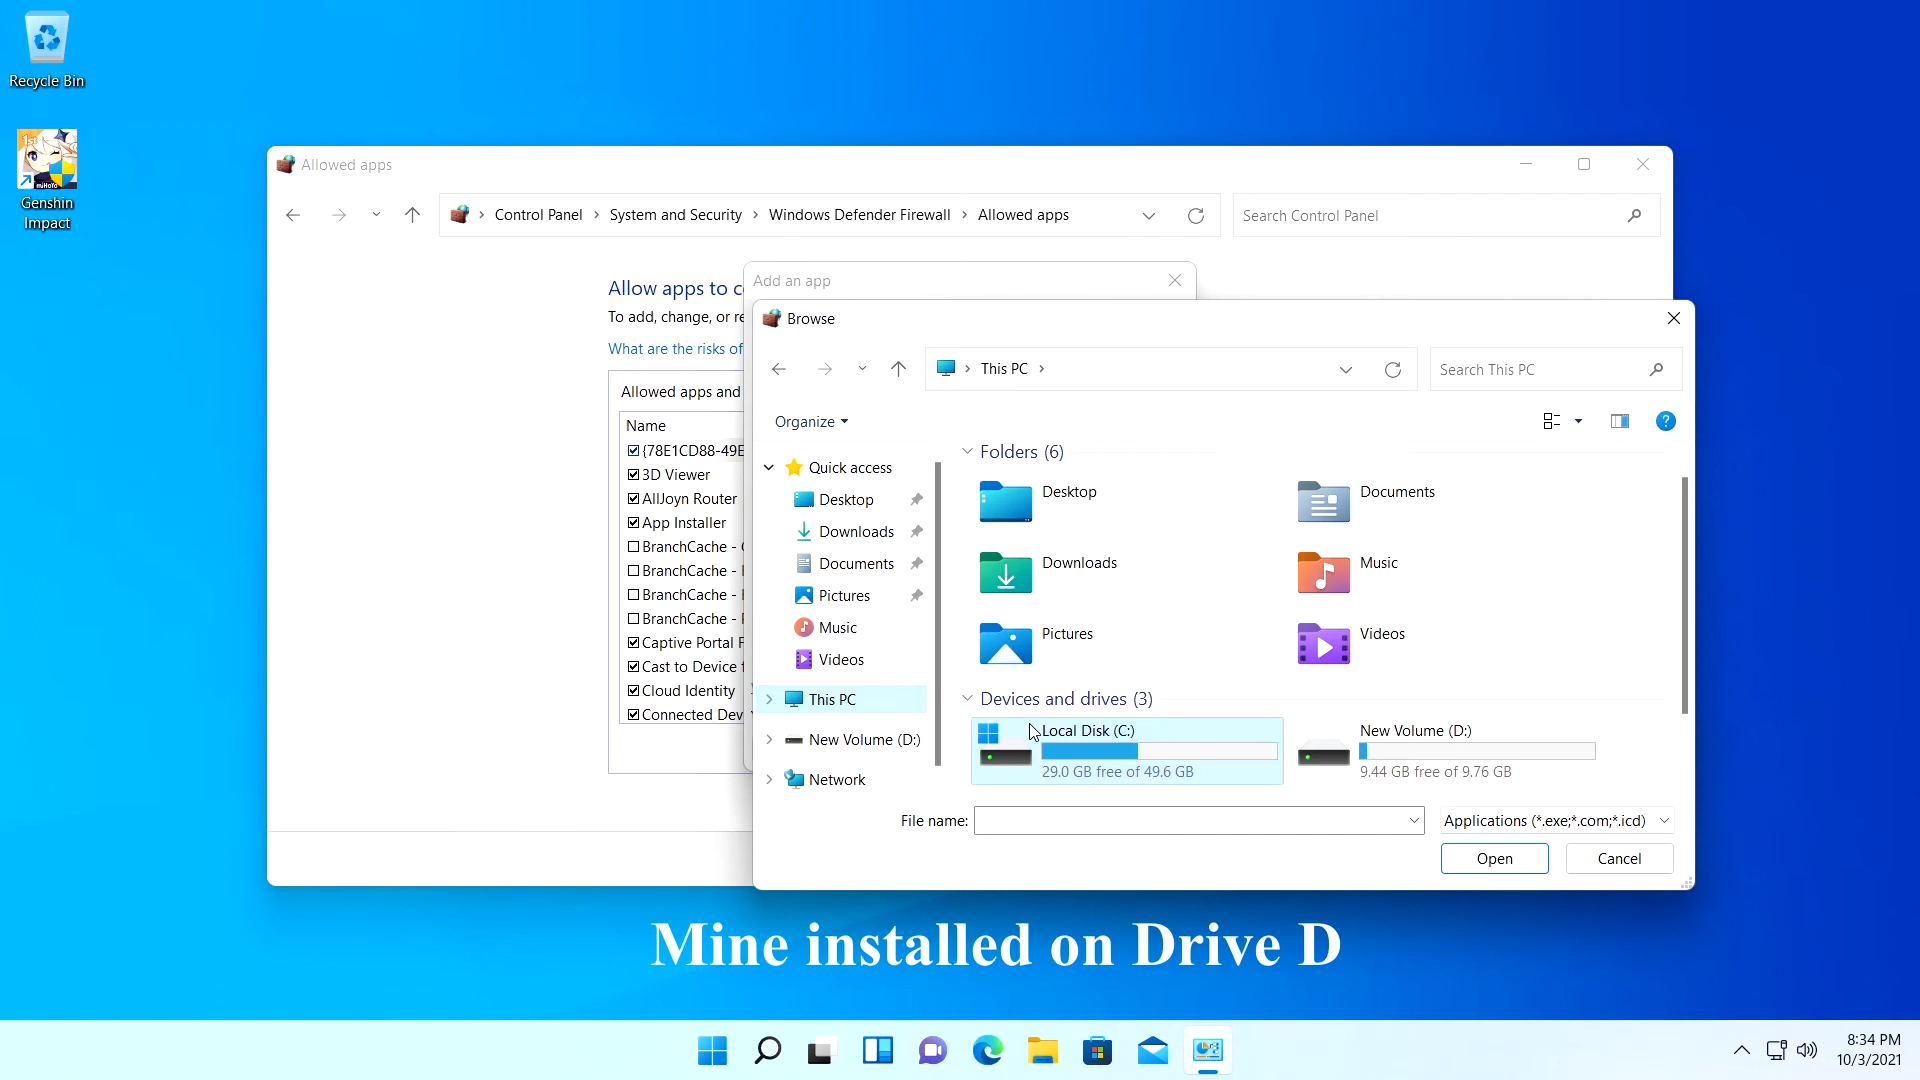 Recycle Bin
Genshin
Impact
Allowed apps
Control Panel
System and Security
Windows Defender Firewall
Allowed apps
Search Control Panel
Allow apps to c
To add, change, or re
What are the risks of
Allowed apps and
Name
{78E1CD88-49E
3D Viewer
AllJoyn Router
App Installer
BranchCache -
BranchCache -
BranchCache -
BranchCache -
Captive Portal F
Cast to Device f
Cloud Identity
Connected Dev
Add an app
Browse
This PC
Search This PC
Organize
Quick access
Desktop
Downloads
Documents
Pictures
Music
Videos
This PC
New Volume (D:)
Network
Folders (6)
Desktop
Documents
Downloads
Music
Pictures
Videos
Devices and drives (3)
Local Disk (C:)
29.0 GB free of 49.6 GB
New Volume (D:)
9.44 GB free of 9.76 GB
File name:
Applications (*.exe;*.com;*.icd)
Open
Cancel
Mine installed on Drive D
8:34 PM
10/3/2021